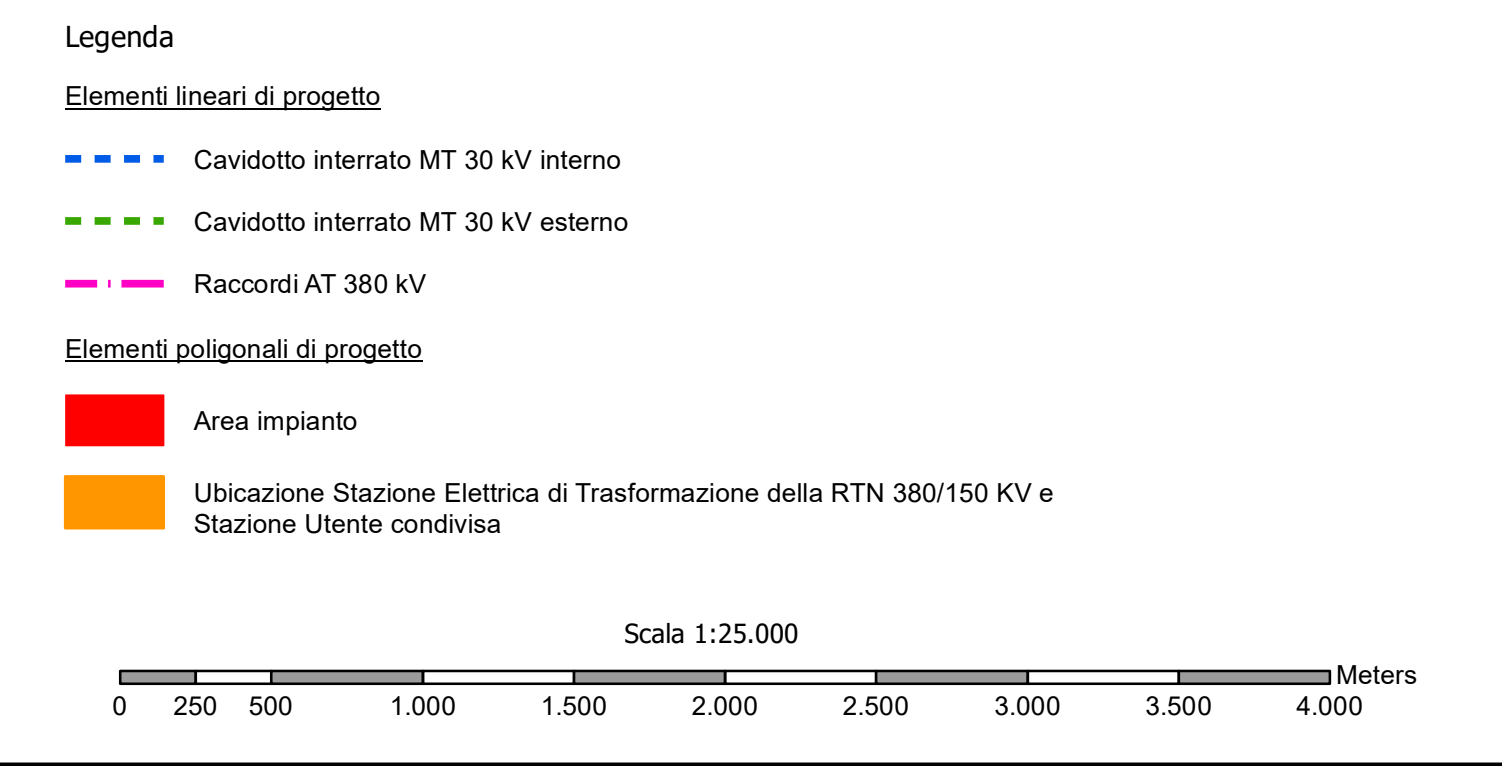 Legenda
Elementi lineari di progetto
Cavidotto interrato MT 30 kV interno
Cavidotto interrato MT 30 kV esterno
Raccordi AT 380 kV
Elementi poligonali di progetto
Area impianto
Ubicazione Stazione Elettrica di Trasformazione della RTN 380/150 KV e
Stazione Utente condivisa
Scala 1:25.000
Meters
0 250 500 1.000 1.500 2.000 2.500 3.000 3.500 4.000